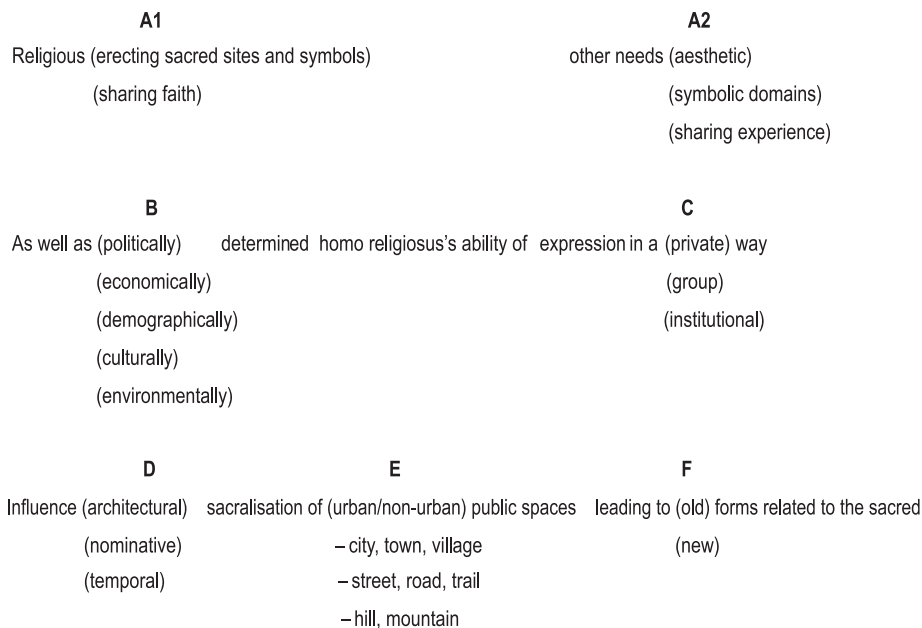 A1 A2
Religious (erecting sacred sites and symbols) other needs (aesthetic)
(sharing faith) (symbolic domains)
(sharing experience)
B C
As well as (politically) determined homo religiosus's ability of expression in a (private) way
(economically) (group)
(demographically) (institutional)
(culturally)
(environmentally)
D E F
Influence (architectural) sacralisation of (urban/non-urban) public spaces leading to (old) forms related to the sacred
(nominative) – city, town, village (new)
(temporal) – street, road, trail
– hill, mountain